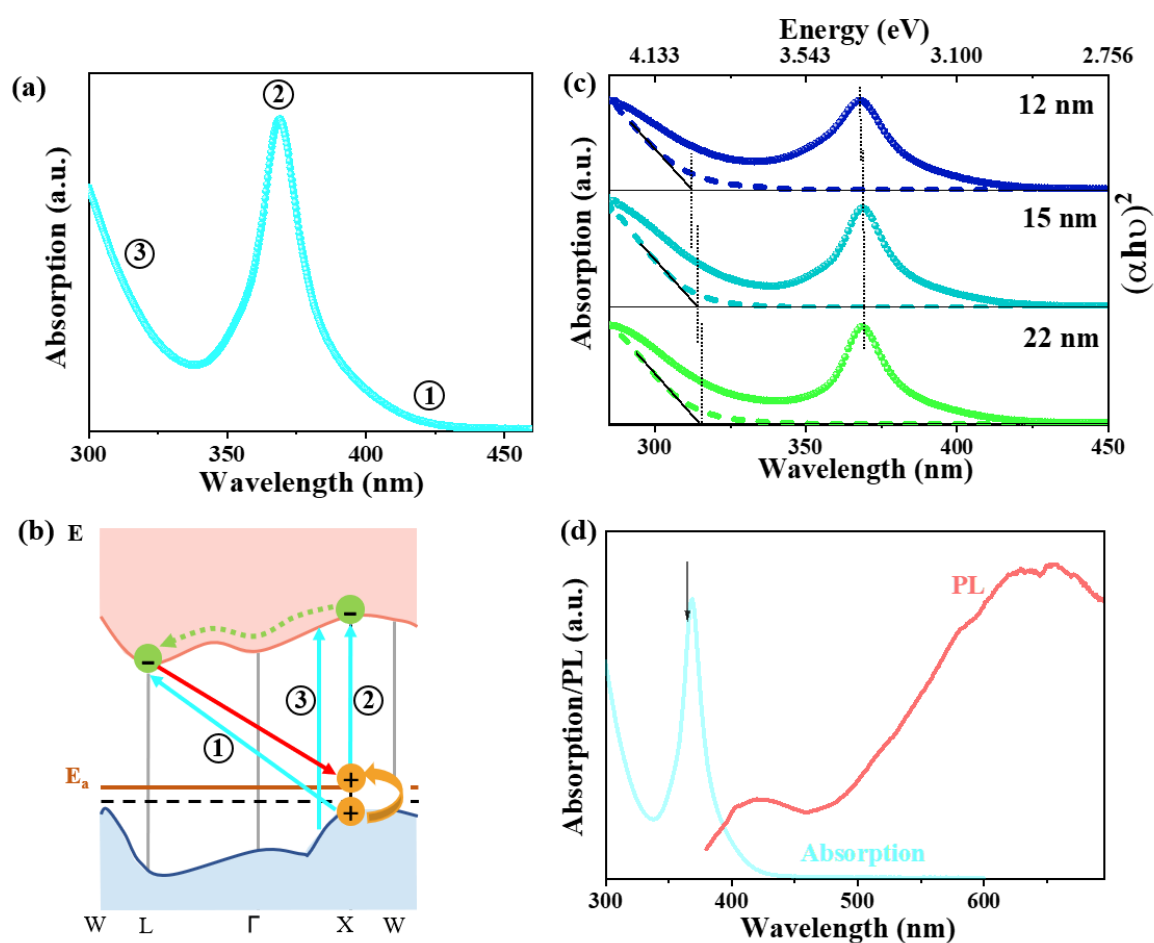 (a)
②
③
①
Absorption (a.u.)
300 350 400 450
Wavelength (nm)
Energy (eV)
4.133 3.543 3.100 2.756
(c)
12 nm
15 nm
22 nm
Absorption (a.u.)
(αhυ)²
300 350 400 450
Wavelength (nm)
(b) E
−
−
③ ②
①
+
Eₐ
+
W L Γ X W
(d)
PL
Absorption
Absorption/PL (a.u.)
300 400 500 600
Wavelength (nm)